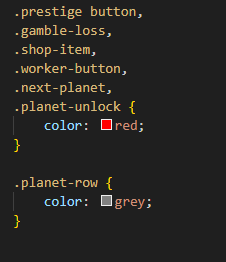 .prestige button,
.gamble-loss,
.shop-item,
.worker-button,
.next-planet,
.planet-unlock {
    color: red;
}

.planet-row {
    color: grey;
}